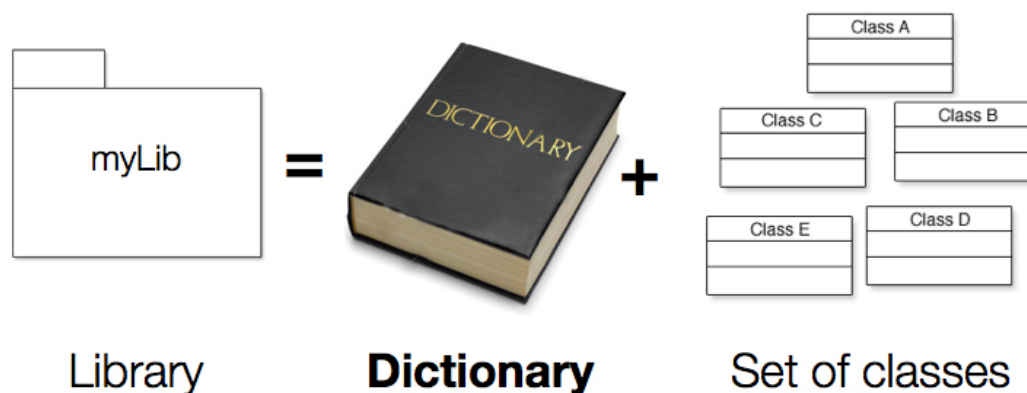 myLib
=
DICTIONARY
+
Class A
Class C
Class B
Class E
Class D
Library
Dictionary
Set of classes